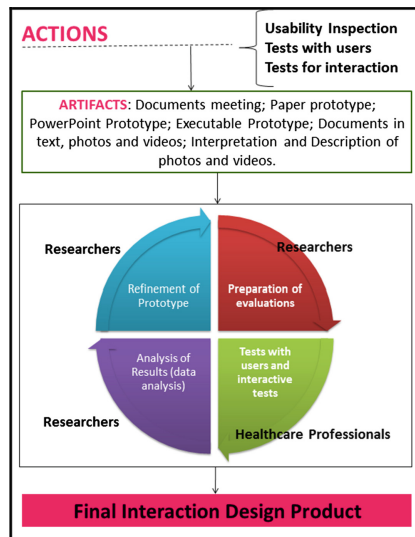 ACTIONS
Usability Inspection
Tests with users
Tests for interaction
ARTIFACTS: Documents meeting; Paper prototype;
PowerPoint Prototype; Executable Prototype; Documents in
text, photos and videos; Interpretation and Description of
photos and videos.
Researchers
Researchers
Refinement of
Prototype
Preparation of
evaluations
Analysis of
Results (data
analysis)
Tests with
users and
interactive
tests
Researchers
Healthcare Professionals
Final Interaction Design Product